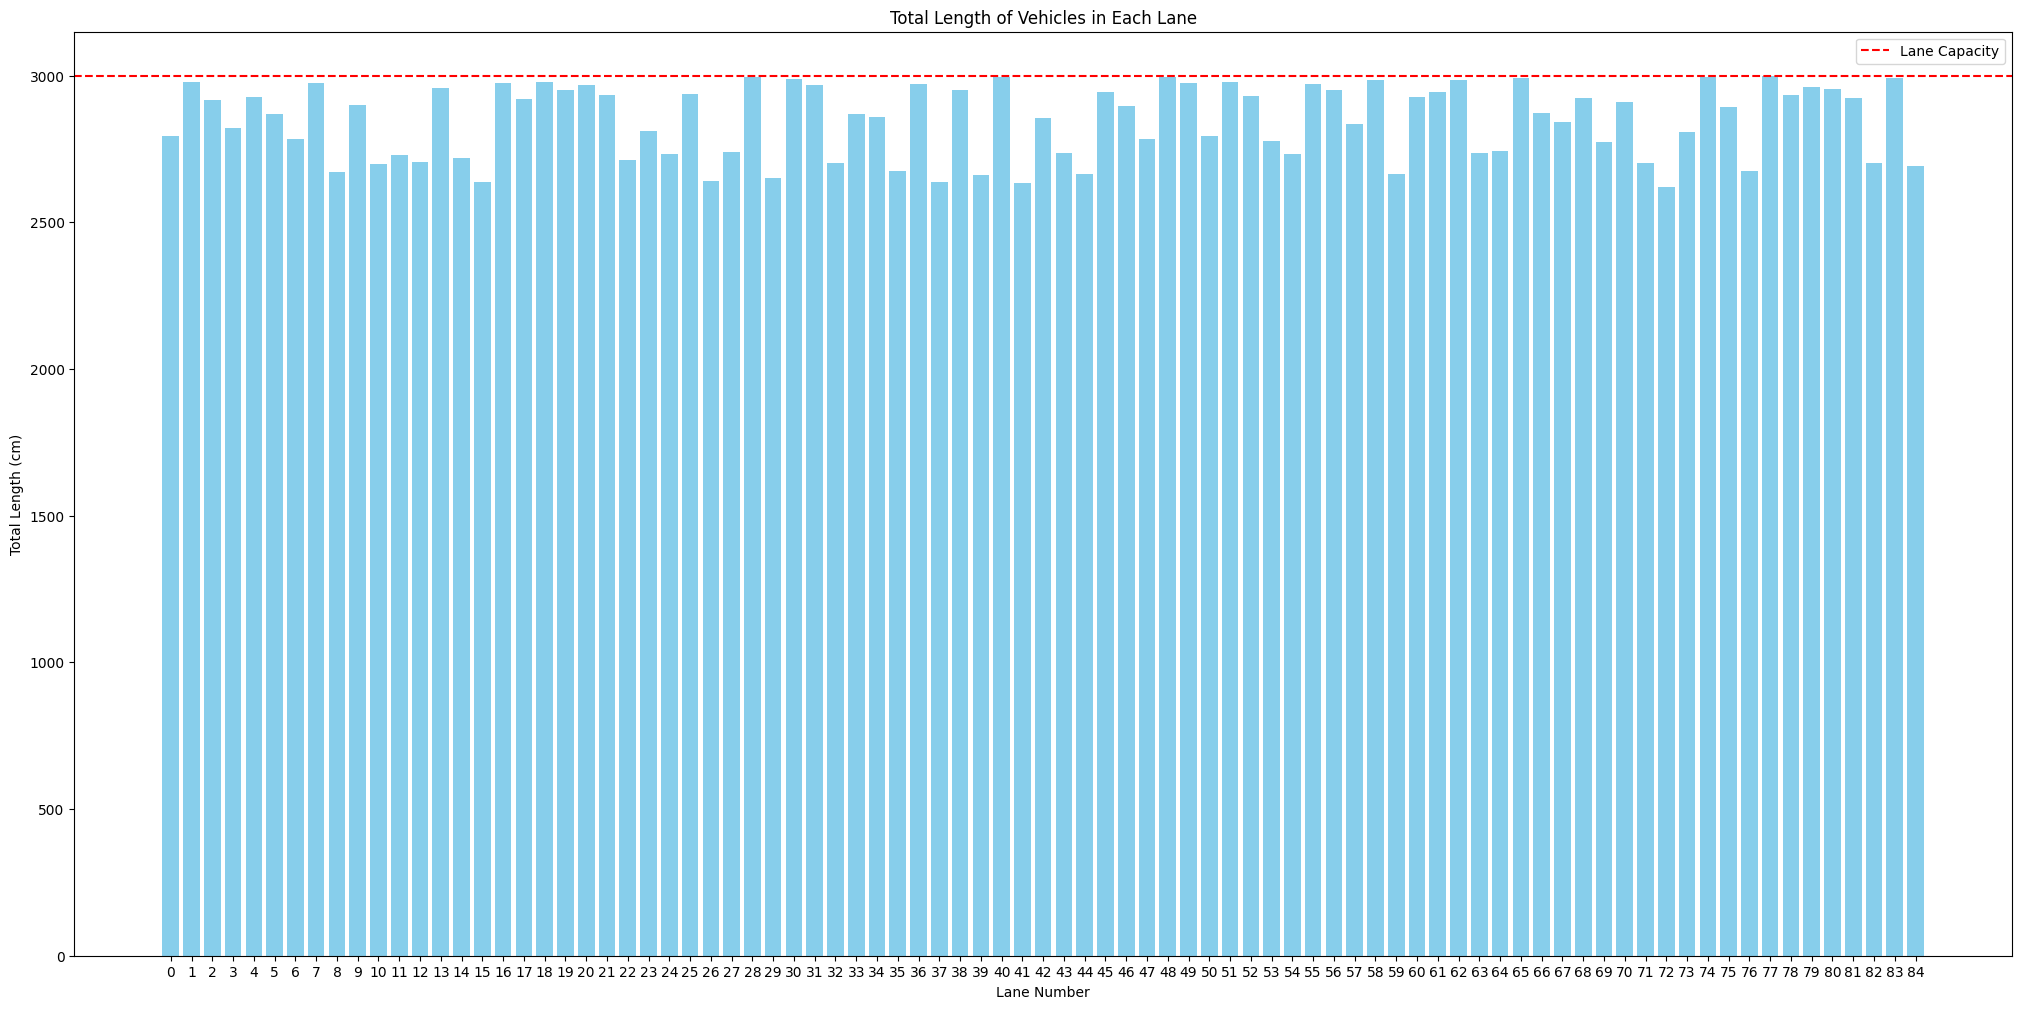 Total Length of Vehicles in Each Lane
Lane Capacity
3000
2500
2000
1500
1000
500
0
Total Length (cm)
0 1 2 3 4 5 6 7 8 9 10 11 12 13 14 15 16 17 18 19 20 21 22 23 24 25 26 27 28 29 30 31 32 33 34 35 36 37 38 39 40 41 42 43 44 45 46 47 48 49 50 51 52 53 54 55 56 57 58 59 60 61 62 63 64 65 66 67 68 69 70 71 72 73 74 75 76 77 78 79 80 81 82 83 84
Lane Number